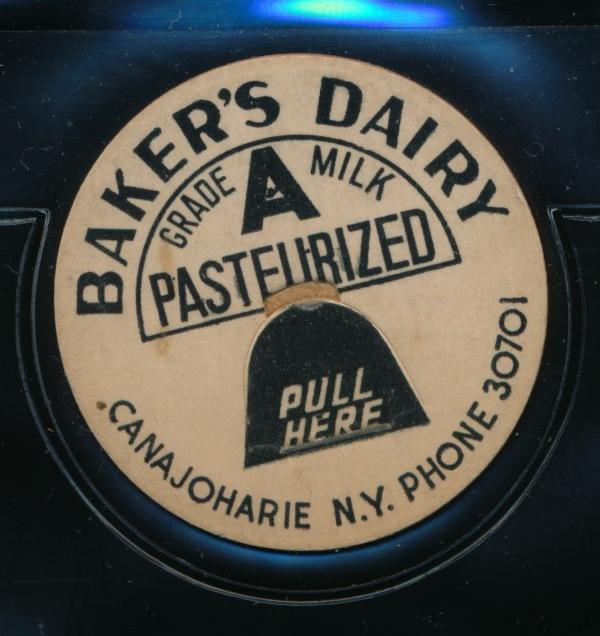 BAKER'S DAIRY
GRADE A MILK
PASTEURIZED
PULL
HERE
CANAJOHARIE N.Y. PHONE 30701